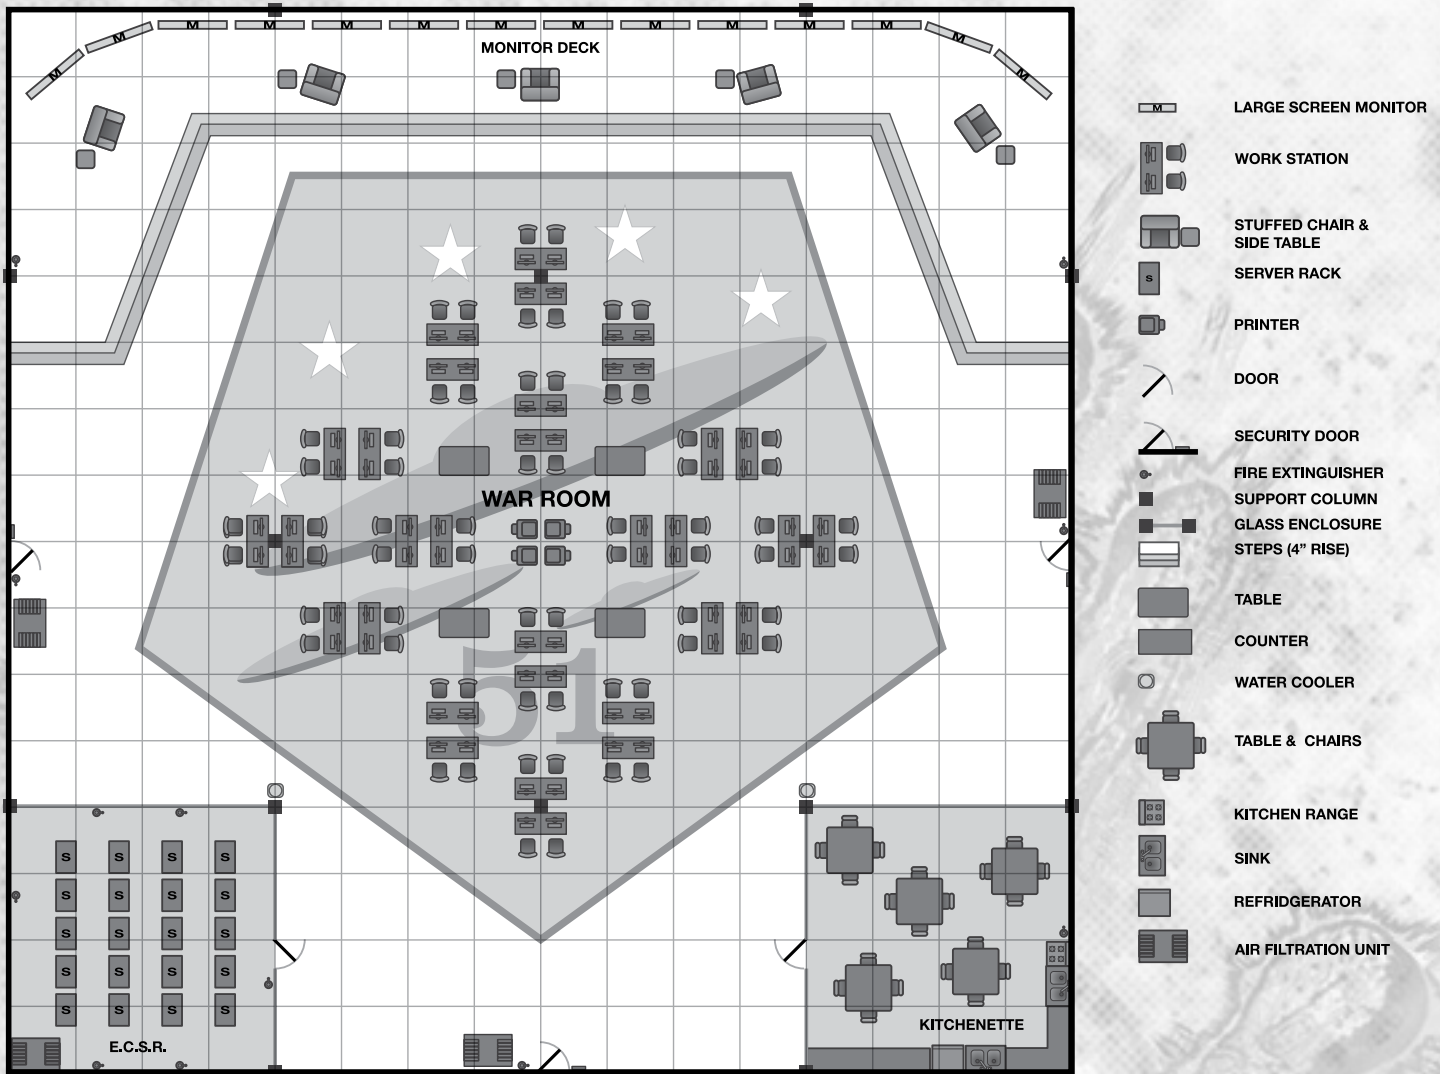 M M M M M M M M M M M M M M
MONITOR DECK
WAR ROOM
51
S S S S
S S S S
S S S S
S S S S
S S S S
E.C.S.R.
KITCHENETTE
M LARGE SCREEN MONITOR
WORK STATION
STUFFED CHAIR &
SIDE TABLE
S SERVER RACK
PRINTER
DOOR
SECURITY DOOR
FIRE EXTINGUISHER
SUPPORT COLUMN
GLASS ENCLOSURE
STEPS (4” RISE)
TABLE
COUNTER
WATER COOLER
TABLE & CHAIRS
KITCHEN RANGE
SINK
REFRIDGERATOR
AIR FILTRATION UNIT